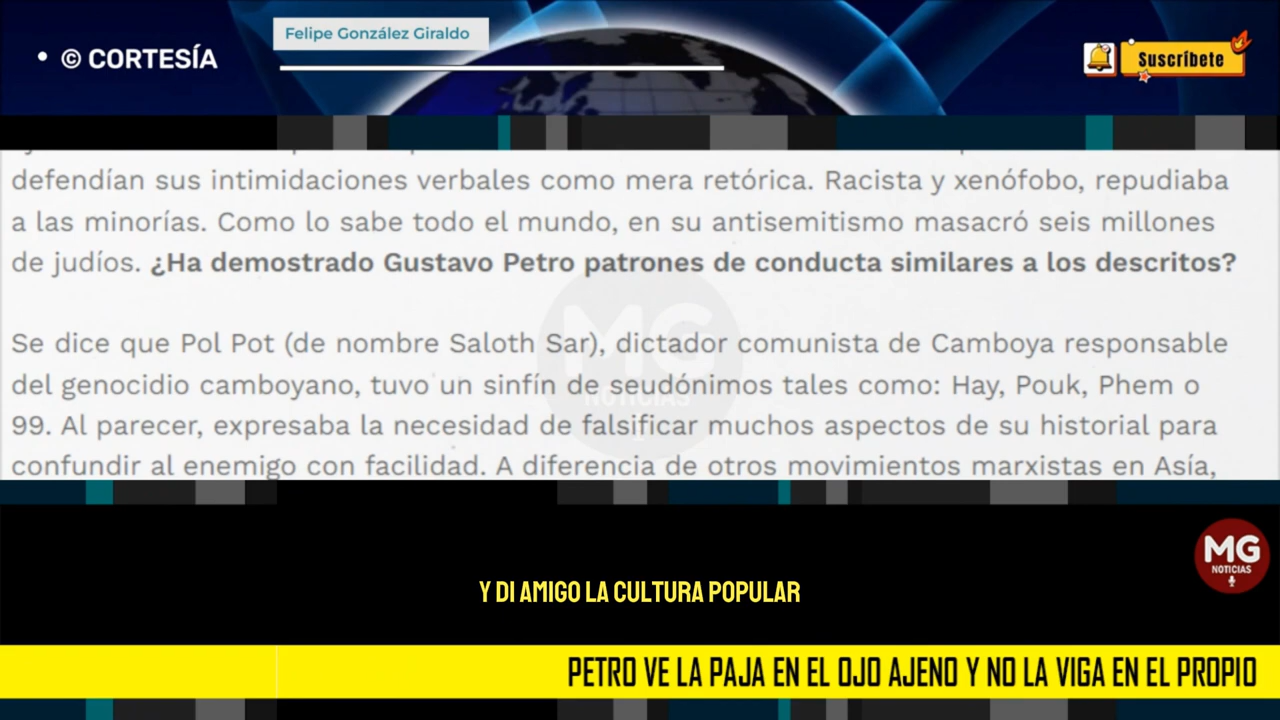 Felipe González Giraldo
• © CORTESÍA
Suscríbete
defendían sus intimidaciones verbales como mera retórica. Racista y xenófobo, repudiaba
a las minorías. Como lo sabe todo el mundo, en su antisemitismo masacró seis millones
de judíos. ¿Ha demostrado Gustavo Petro patrones de conducta similares a los descritos?
Se dice que Pol Pot (de nombre Saloth Sar), dictador comunista de Camboya responsable
del genocidio camboyano, tuvo un sinfín de seudónimos tales como: Hay, Pouk, Phem o
99. Al parecer, expresaba la necesidad de falsificar muchos aspectos de su historial para
confundir al enemigo con facilidad. A diferencia de otros movimientos marxistas en Asía,
MG
NOTICIAS
MG
NOTICIAS
Y DI AMIGO LA CULTURA POPULAR
PETRO VE LA PAJA EN EL OJO AJENO Y NO LA VIGA EN EL PROPIO